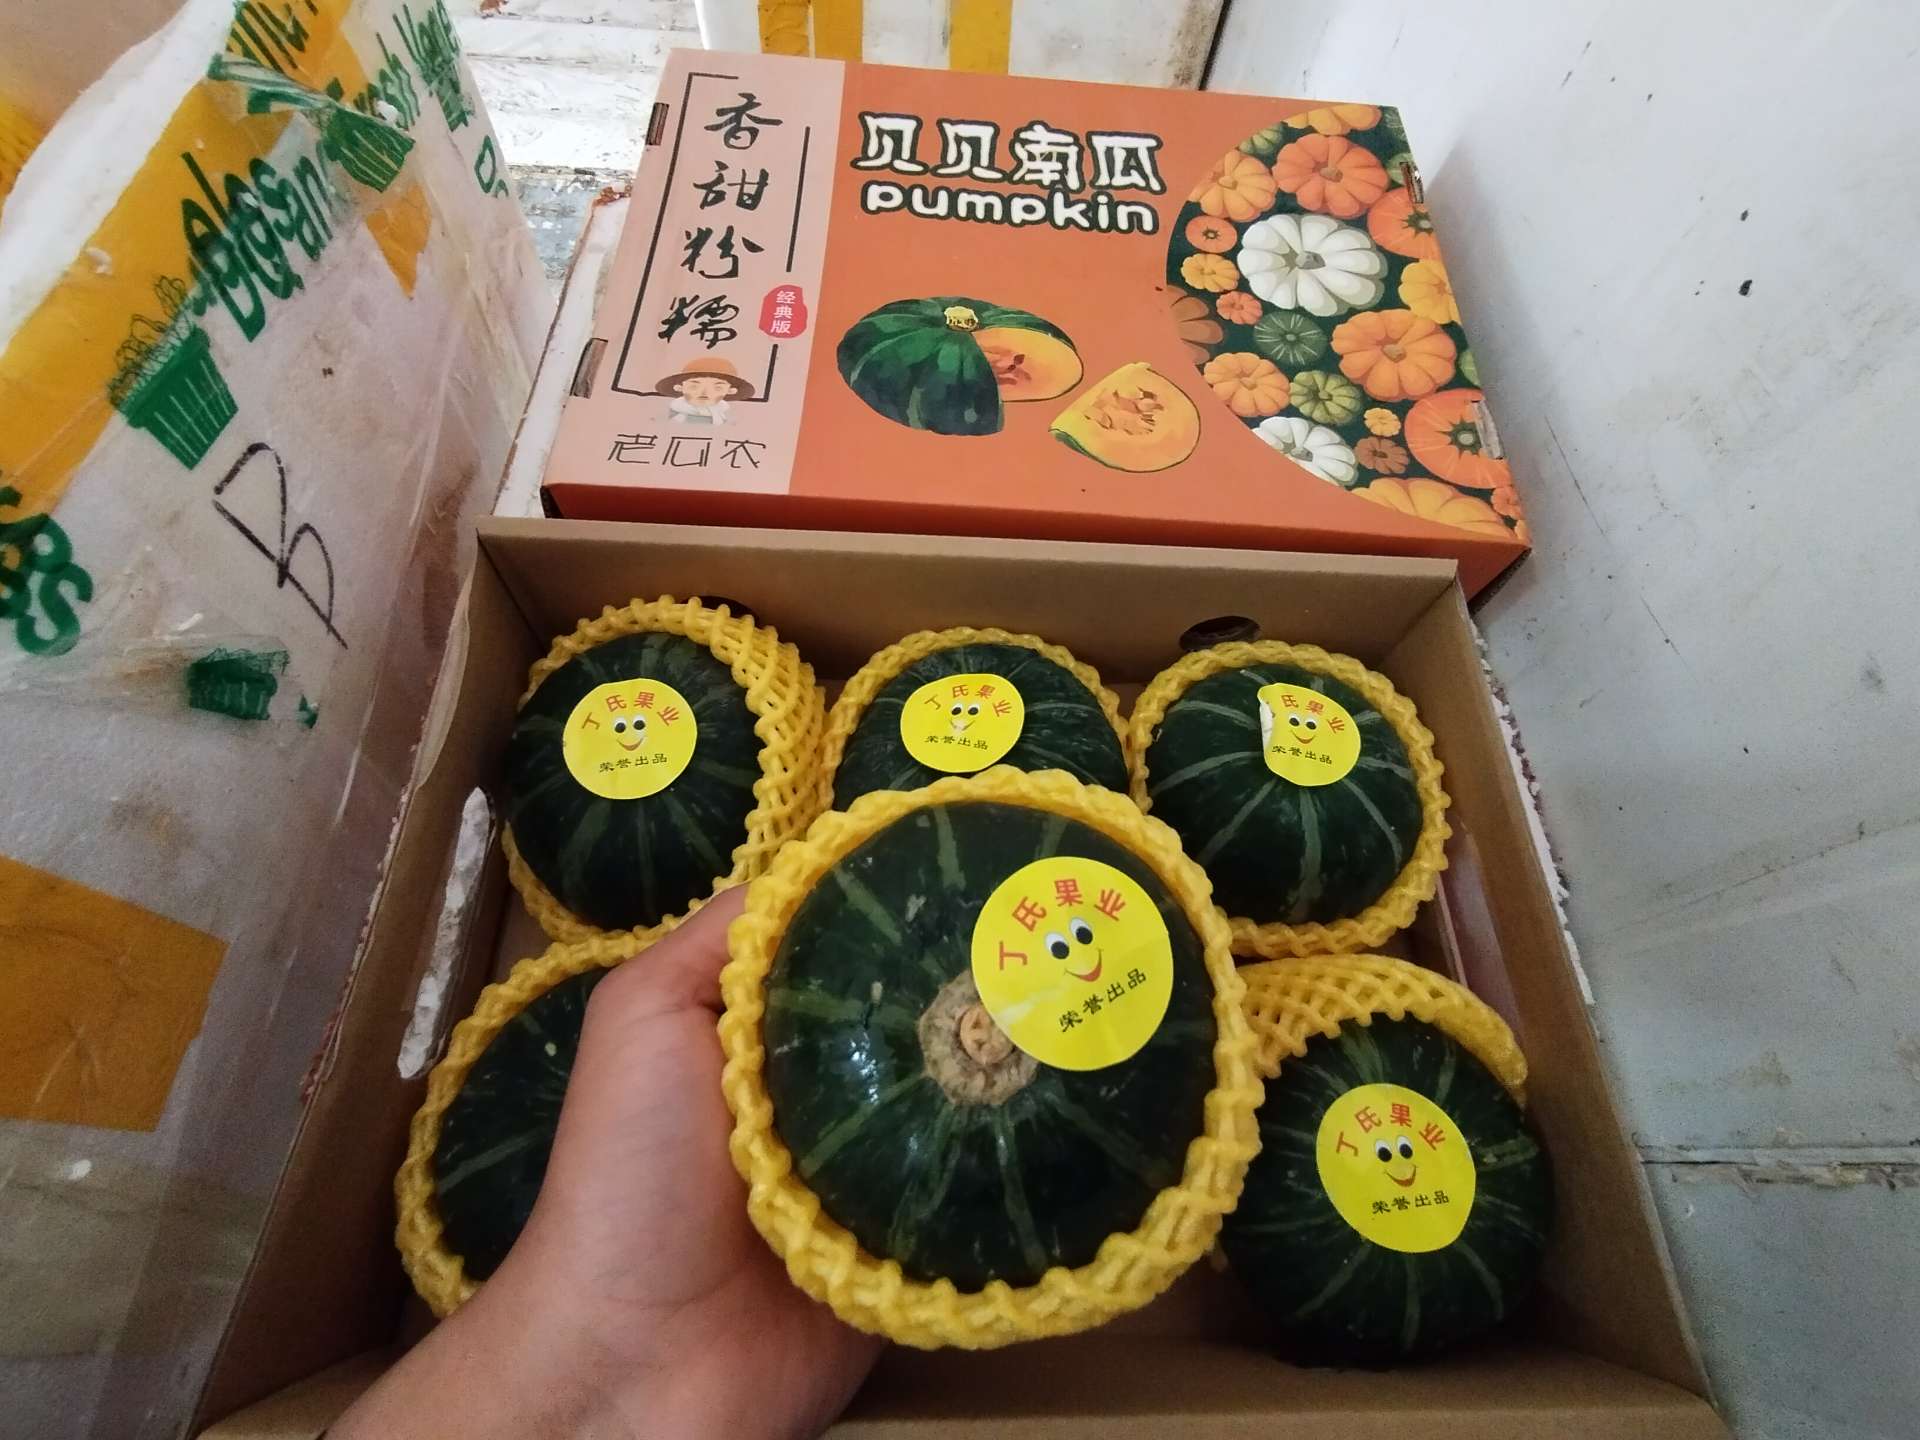 香甜粉糯
经典版
老瓜农
贝贝南瓜
pumpkin
B
丁氏果业
荣誉出品
丁氏果业
荣誉出品
氏果业
荣誉出品
丁氏果业
荣誉出品
丁氏果业
荣誉出品